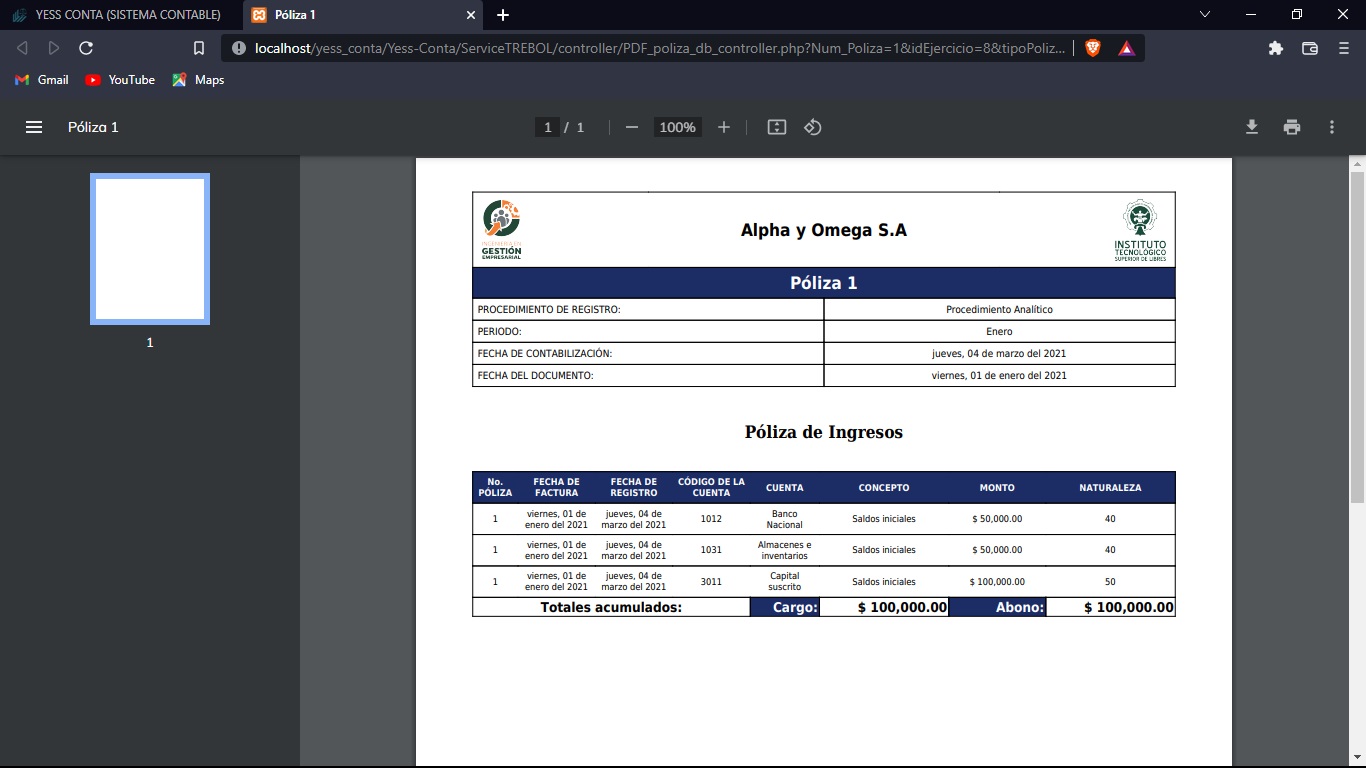 YESS CONTA (SISTEMA CONTABLE)
Póliza 1
localhost/yess_conta/Yess-Conta/ServiceTREBOL/controller/PDF_poliza_db_controller.php?Num_Poliza=1&idEjercicio=8&tipoPoliz...
Gmail YouTube Maps
Póliza 1
1 / 1
100%
1
GESTIÓN
EMPRESARIAL
Alpha y Omega S.A
INSTITUTO
TECNOLÓGICO
SUPERIOR DE LIBRES
Póliza 1
PROCEDIMIENTO DE REGISTRO: Procedimiento Analítico
PERIODO: Enero
FECHA DE CONTABILIZACIÓN: jueves, 04 de marzo del 2021
FECHA DEL DOCUMENTO: viernes, 01 de enero del 2021
Póliza de Ingresos
No. PÓLIZA FECHA DE FACTURA FECHA DE REGISTRO CÓDIGO DE LA CUENTA CUENTA CONCEPTO MONTO NATURALEZA
1 viernes, 01 de enero del 2021 jueves, 04 de marzo del 2021 1012 Banco Nacional Saldos iniciales $ 50,000.00 40
1 viernes, 01 de enero del 2021 jueves, 04 de marzo del 2021 1031 Almacenes e inventarios Saldos iniciales $ 50,000.00 40
1 viernes, 01 de enero del 2021 jueves, 04 de marzo del 2021 3011 Capital suscrito Saldos iniciales $ 100,000.00 50
Totales acumulados: Cargo: $ 100,000.00 Abono: $ 100,000.00